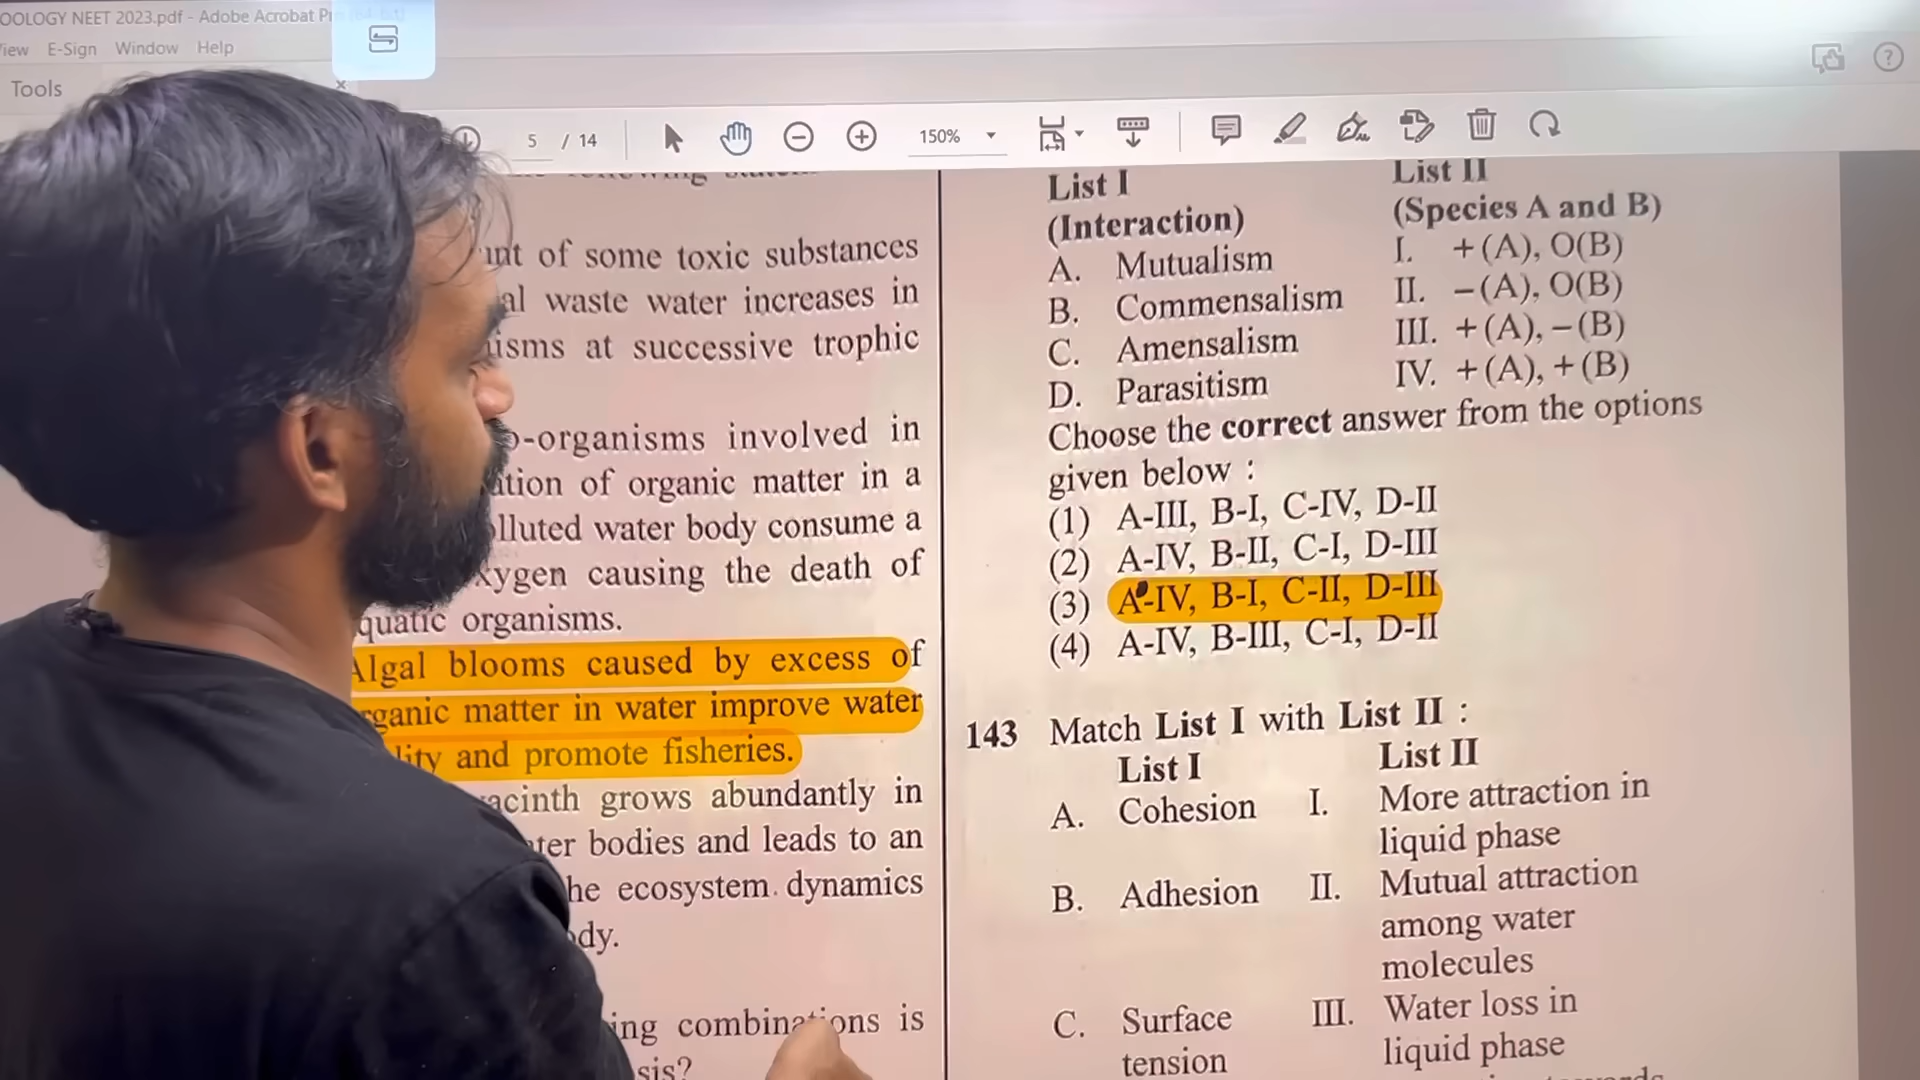 OOLOGY NEET 2023.pdf - Adobe Acrobat P
iew E-Sign Window Help
Tools
5 / 14
150%
nt of some toxic substances
al waste water increases in
isms at successive trophic
o-organisms involved in
ation of organic matter in a
lluted water body consume a
xygen causing the death of
quatic organisms.
Algal blooms caused by excess of
rganic matter in water improve water
lity and promote fisheries.
acinth grows abundantly in
ter bodies and leads to an
he ecosystem dynamics
ody.
ing combinations is
sis?
List I List II
(Interaction) (Species A and B)
A. Mutualism I. +(A), O(B)
B. Commensalism II. −(A), O(B)
C. Amensalism III. +(A), −(B)
D. Parasitism IV. +(A), +(B)
Choose the correct answer from the options
given below :
(1) A-III, B-I, C-IV, D-II
(2) A-IV, B-II, C-I, D-III
(3) A-IV, B-I, C-II, D-III
(4) A-IV, B-III, C-I, D-II
143 Match List I with List II :
List I List II
A. Cohesion I. More attraction in
liquid phase
B. Adhesion II. Mutual attraction
among water
molecules
C. Surface III. Water loss in
tension liquid phase